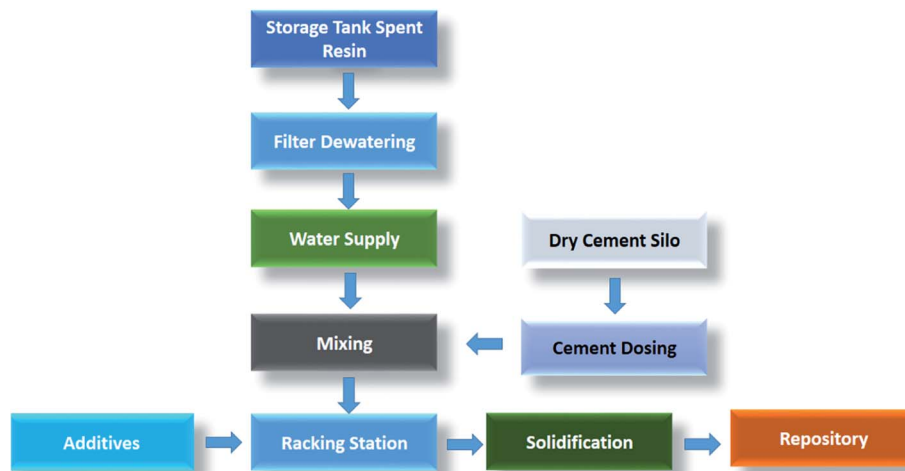 Storage Tank Spent
Resin
Filter Dewatering
Water Supply
Dry Cement Silo
Mixing
Cement Dosing
Additives
Racking Station
Solidification
Repository